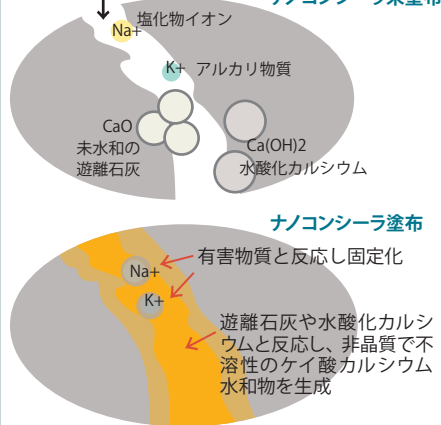 ナノコンシーラ未塗布
塩化物イオン
Na+
K+ アルカリ物質
CaO
未水和の
遊離石灰
Ca(OH)2
水酸化カルシウム
ナノコンシーラ塗布
有害物質と反応し固定化
Na+
K+
遊離石灰や水酸化カルシ
ウムと反応し、非晶質で不
溶性のケイ酸カルシウム
水和物を生成